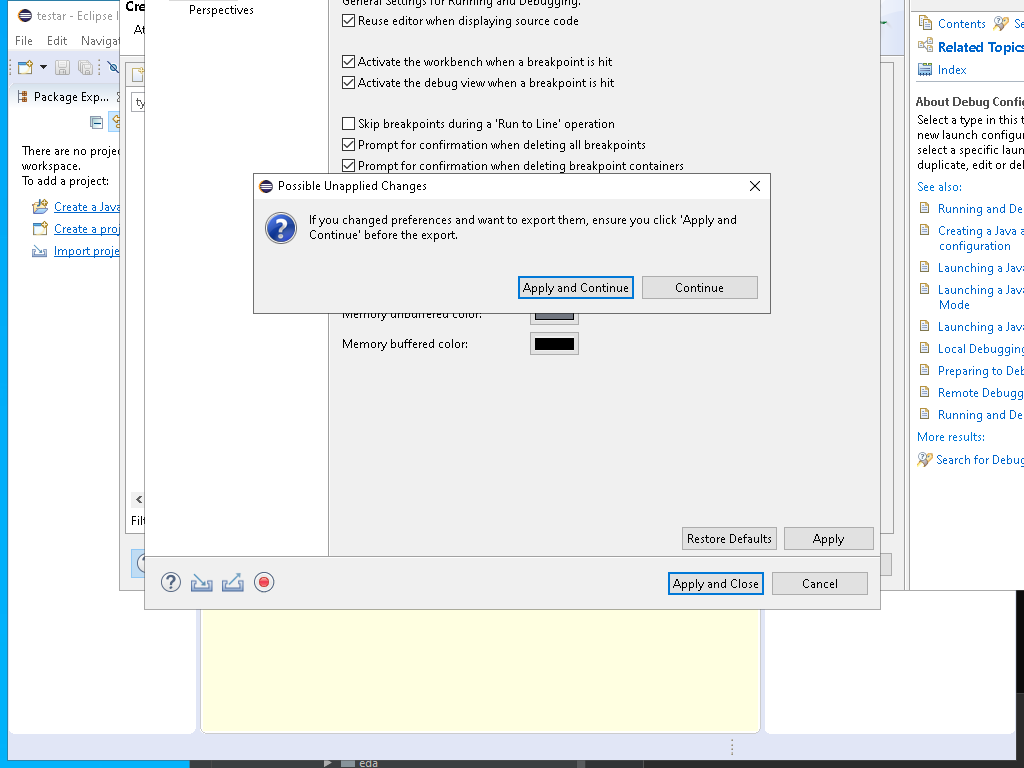 testar - Eclipse I
File Edit Navigat
Package Exp...
There are no proje
workspace.
To add a project:
Create a Java
Create a proj
Import proje
Cre
At
ty
Filt
Perspectives
General Settings for Running and Debugging.
Reuse editor when displaying source code
Activate the workbench when a breakpoint is hit
Activate the debug view when a breakpoint is hit
Skip breakpoints during a 'Run to Line' operation
Prompt for confirmation when deleting all breakpoints
Prompt for confirmation when deleting breakpoint containers
Possible Unapplied Changes
If you changed preferences and want to export them, ensure you click 'Apply and
Continue' before the export.
Apply and Continue
Continue
Memory unbuffered color:
Memory buffered color:
Restore Defaults
Apply
Apply and Close
Cancel
Contents
Se
Related Topics
Index
About Debug Config
Select a type in this t
new launch configur
select a specific laun
duplicate, edit or del
See also:
Running and De
Creating a Java a
configuration
Launching a Java
Launching a Java
Mode
Launching a Java
Local Debugging
Preparing to Deb
Remote Debugg
Running and De
More results:
Search for Debug
eda